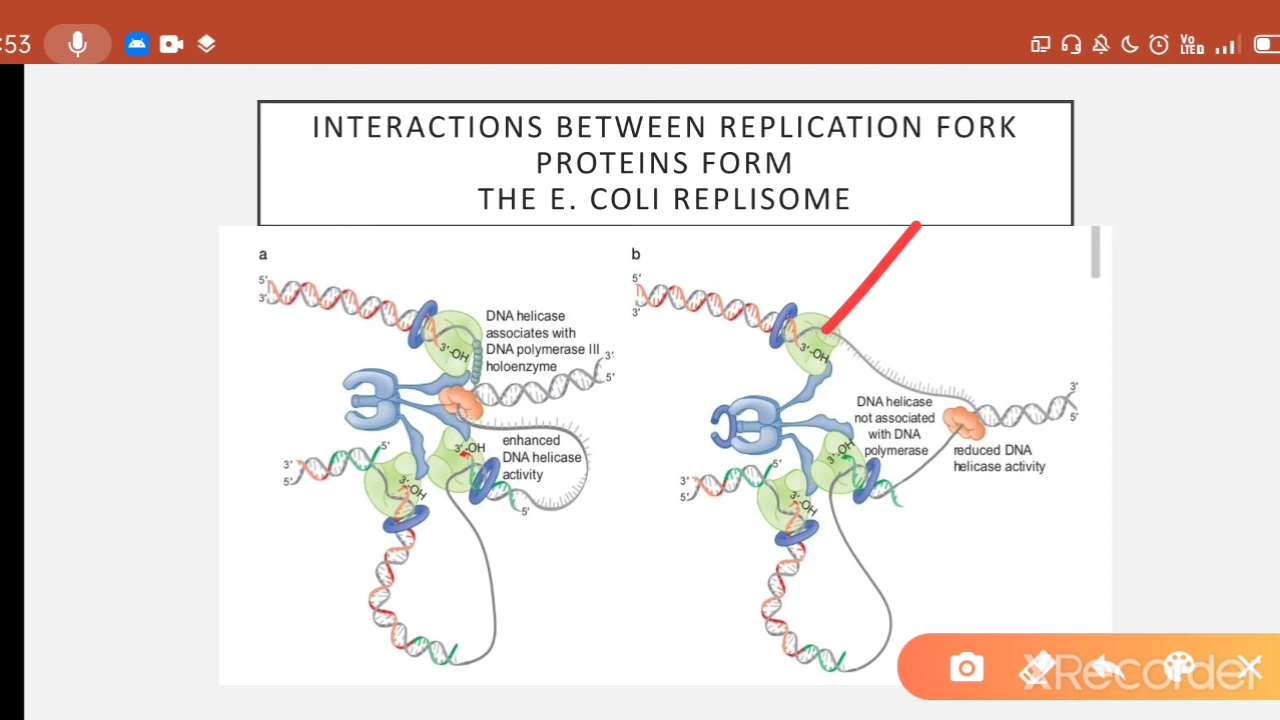 :53
Vo
LTED
INTERACTIONS BETWEEN REPLICATION FORK
PROTEINS FORM
THE E. COLI REPLISOME
a
5'
3'
DNA helicase
associates with
DNA polymerase III
holoenzyme
3'-OH
3'
5'
3'-OH
enhanced
DNA helicase
activity
5'
3'
5'
3'-OH
5'
b
5'
3'
3'-OH
DNA helicase
not associated
with DNA
polymerase
3'
5'
reduced DNA
helicase activity
3'-OH
5'
3'
5'
3'-OH
XRecorder